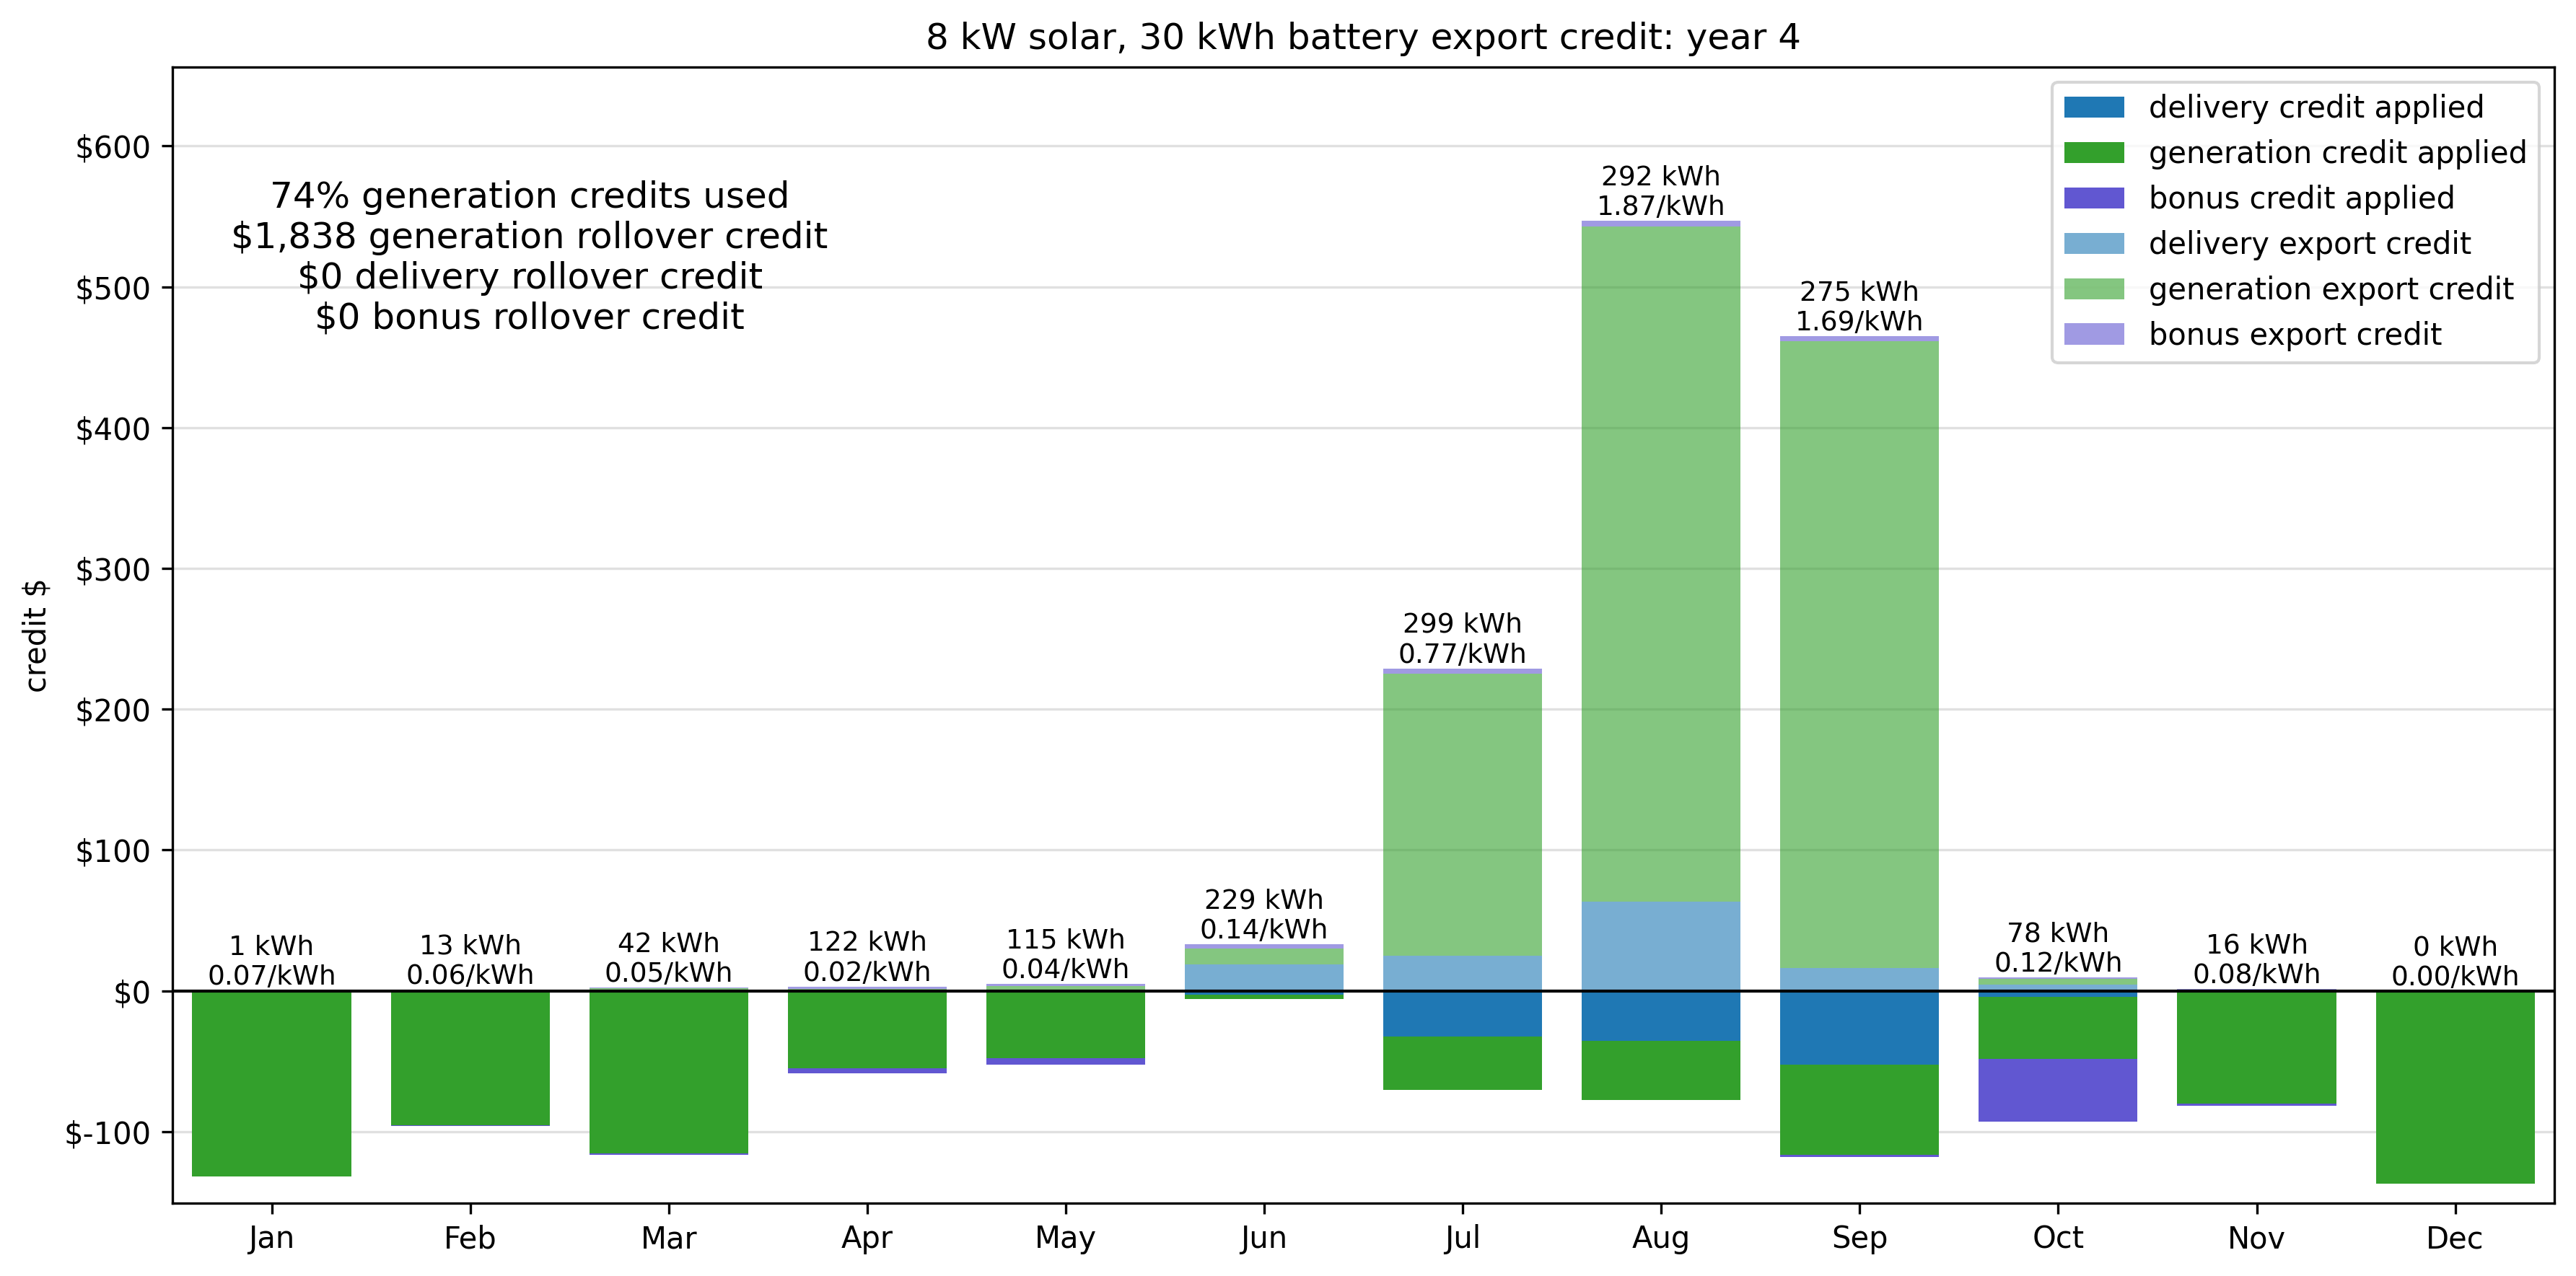 8 kW solar, 30 kWh battery export credit: year 4
credit $
$600
$500
$400
$300
$200
$100
$0
$-100
74% generation credits used
$1,838 generation rollover credit
$0 delivery rollover credit
$0 bonus rollover credit
delivery credit applied
generation credit applied
bonus credit applied
delivery export credit
generation export credit
bonus export credit
1 kWh
0.07/kWh
13 kWh
0.06/kWh
42 kWh
0.05/kWh
122 kWh
0.02/kWh
115 kWh
0.04/kWh
229 kWh
0.14/kWh
299 kWh
0.77/kWh
292 kWh
1.87/kWh
275 kWh
1.69/kWh
78 kWh
0.12/kWh
16 kWh
0.08/kWh
0 kWh
0.00/kWh
Jan
Feb
Mar
Apr
May
Jun
Jul
Aug
Sep
Oct
Nov
Dec